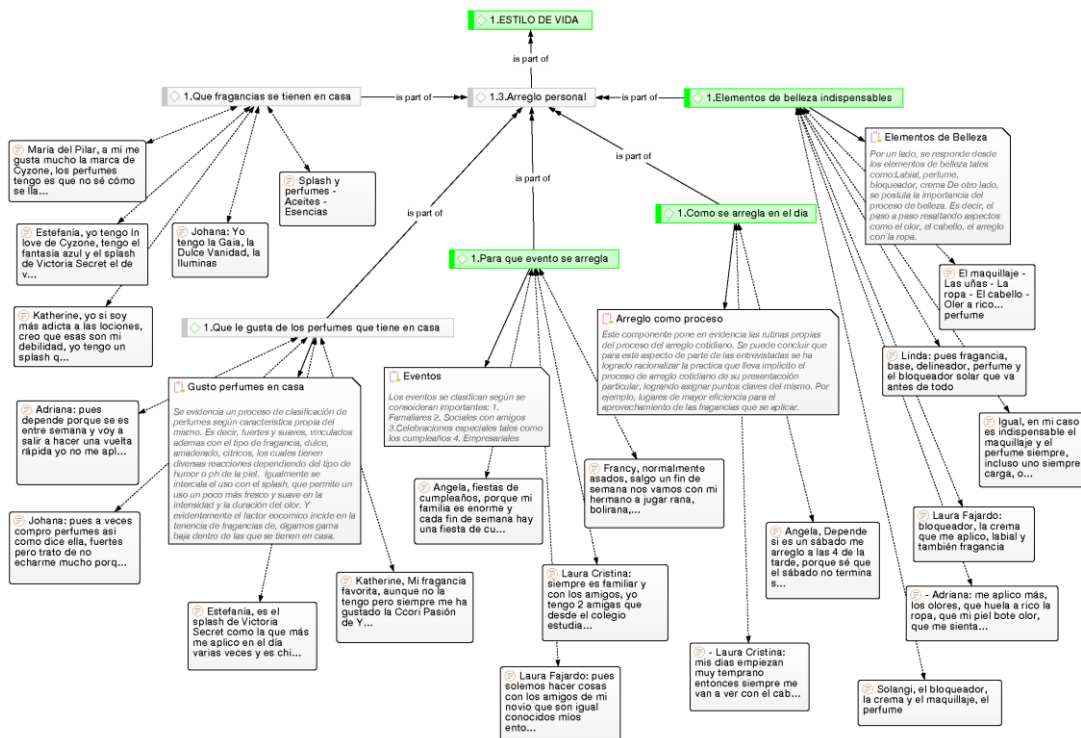 1.ESTILO DE VIDA
is part of
1.Que fragancias se tienen en casa
is part of
1.3.Arreglo personal
is part of
1.Elementos de belleza indispensables
María del Pilar, a mi me
gusta mucho la marca de
Cyzone, los perfumes
tengo es que no sé cómo
se lla...
Splash y
perfumes -
Aceites -
Esencias
Estefanía, yo tengo In
love de Cyzone, tengo el
fantasía azul y el splash
de Victoria Secret el de
v...
Johana: Yo
tengo la Gaia, la
Dulce Vanidad, la
Iluminas
Katherine, yo si soy
más adicta a las lociones,
creo que esas son mi
debilidad, yo tengo un
splash q...
is part of
is part of
is part of
Elementos de Belleza
Por un lado, se responde desde
los elementos de belleza tales
como:Labial, perfume,
bloqueador, crema De otro lado,
se postula la importancia del
proceso de belleza. Es decir, el
paso a paso resaltando aspectos
como el olor, el cabello, el arreglo
con la ropa.
1.Como se arregla en el dia
1.Para que evento se arregla
El maquillaje -
Las uñas - La
ropa - El cabello -
Oler a rico...
perfume
1.Que le gusta de los perfumes que tiene en casa
Arreglo como proceso
Este componente pone en evidencia las rutinas propias
del proceso del arreglo cotidiano. Se puede concluir que
para este aspecto de parte de las entrevistadas se ha
logrado racionalizar la practica que lleva implicito el
proceso de arreglo cotidiano de su presentacción
particular, logrando asignar puntos claves del mismo. Por
ejemplo, lugares de mayor eficiencia para el
aprovechamiento de las fragancias que se aplicar.
Linda: pues fragancia,
base, delineador, perfume y
el bloqueador solar que va
antes de todo
Gusto perfumes en casa
Se evidencia un proceso de clasificación de
perfumes según característica propia del
mismo. Es decir, fuertes y suaves, vinculados
ademas con el tipo de fragancia, dulce,
amaderado, cítricos, los cuales tienen
diversas reacciones dependiendo del tipo de
humor o ph de la piel. Igualmente se
intercala el uso con el splash, que permite un
uso un poco más fresco y suave en la
intensidad y la duración del olor. Y
evidentemente el factor eocomico incide en la
tenencia de fragancias de, digamos gama
baja dentro de las que se tienen en casa.
Eventos
Los eventos se clasifican según se
consoideran importantes: 1.
Famaliares 2. Sociales con amigos
3.Celebraciones especiales tales como
los cumpleaños 4. Empresariales
Adriana: pues
depende porque se es
entre semana y voy a
salir a hacer una vuelta
rápida yo no me apl...
Igual, en mi caso
es indispensable el
maquillaje y el
perfume siempre,
incluso uno siempre
carga, o...
Francy, normalmente
asados, salgo un fin de
semana nos vamos con mi
hermano a jugar rana,
bolirana,...
Angela, fiestas de
cumpleaños, porque mi
familia es enorme y
cada fin de semana hay
una fiesta de cu...
Johana: pues a veces
compro perfumes asi
como dice ella, fuertes
pero trato de no
echarme mucho porq...
Laura Fajardo:
bloqueador, la crema
que me aplico, labial y
también fragancia
Angela, Depende
si es un sábado me
arreglo a las 4 de la
tarde, porque sé que
el sábado no termina
s...
Laura Cristina:
siempre es familiar y
con los amigos, yo
tengo 2 amigas que
desde el colegio
estudia...
Katherine, Mi fragancia
favorita, aunque no la
tengo pero siempre me ha
gustado la Ccori Pasión
de Y...
- Adriana: me aplico más,
los olores, que huela a rico la
ropa, que mi piel bote olor,
que me sienta...
Estefanía, es el
splash de Victoria
Secret como la que más
me aplico en el día
varias veces y es chi...
- Laura Cristina:
mis días empiezan
muy temprano
entonces siempre me
van a ver con el cab...
Laura Fajardo: pues
solemos hacer cosas
con los amigos de mi
novio que son igual
conocidos míos
ento...
Solangi, el bloqueador,
la crema y el maquillaje, el
perfume